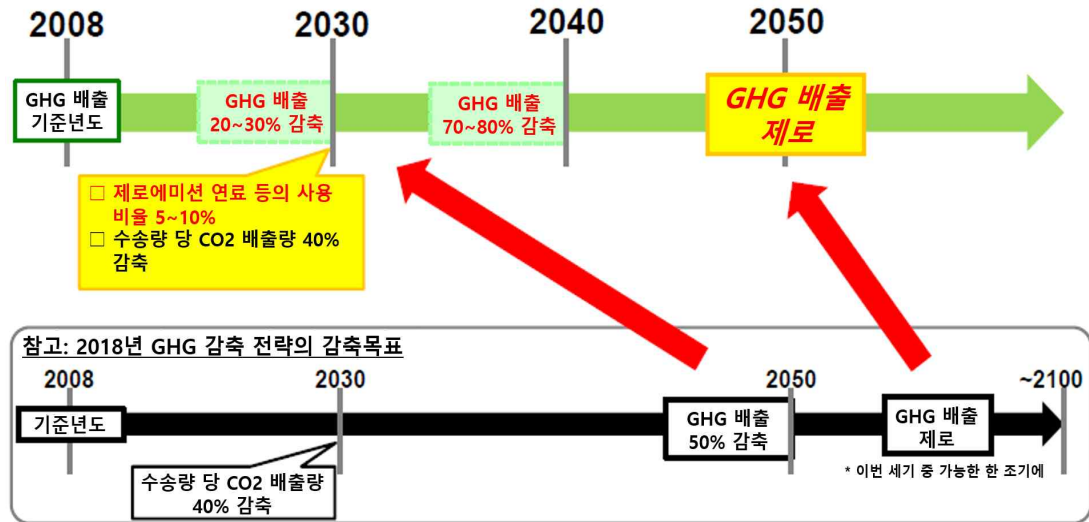 2008
2030
2040
2050
GHG 배출
기준년도
GHG 배출
20~30% 감축
GHG 배출
70~80% 감축
GHG 배출
제로
□ 제로에미션 연료 등의 사용
비율 5~10%
□ 수송량 당 CO2 배출량 40%
감축
참고: 2018년 GHG 감축 전략의 감축목표
2008
2030
2050
~2100
기준년도
GHG 배출
50% 감축
GHG 배출
제로
수송량 당 CO2 배출량
40% 감축
* 이번 세기 중 가능한 한 조기에